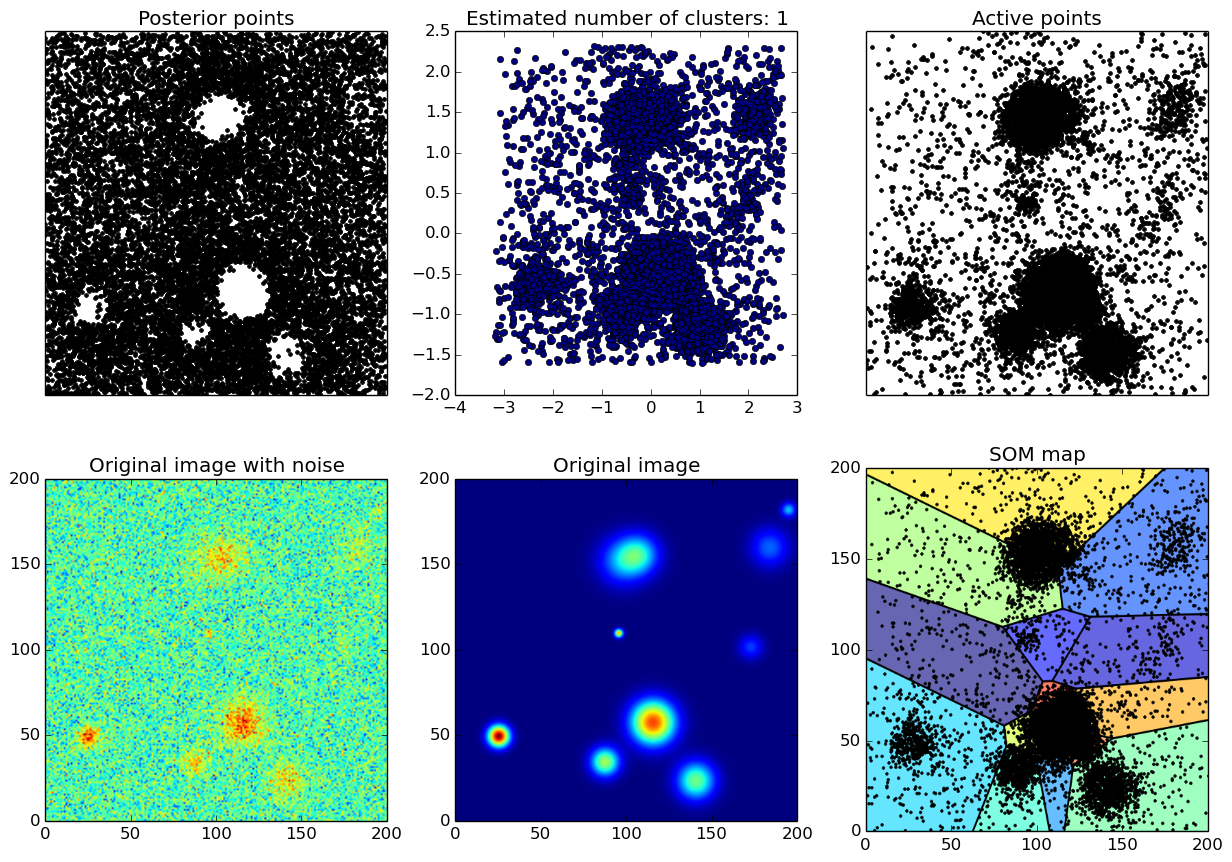 Posterior points
Estimated number of clusters: 1
Active points
2.5
2.0
1.5
1.0
0.5
0.0
−0.5
−1.0
−1.5
−2.0
−4 −3 −2 −1 0 1 2 3
Original image with noise
200
150
100
50
0
0 50 100 150 200
Original image
200
150
100
50
0
0 50 100 150 200
SOM map
200
150
100
50
0
0 50 100 150 200